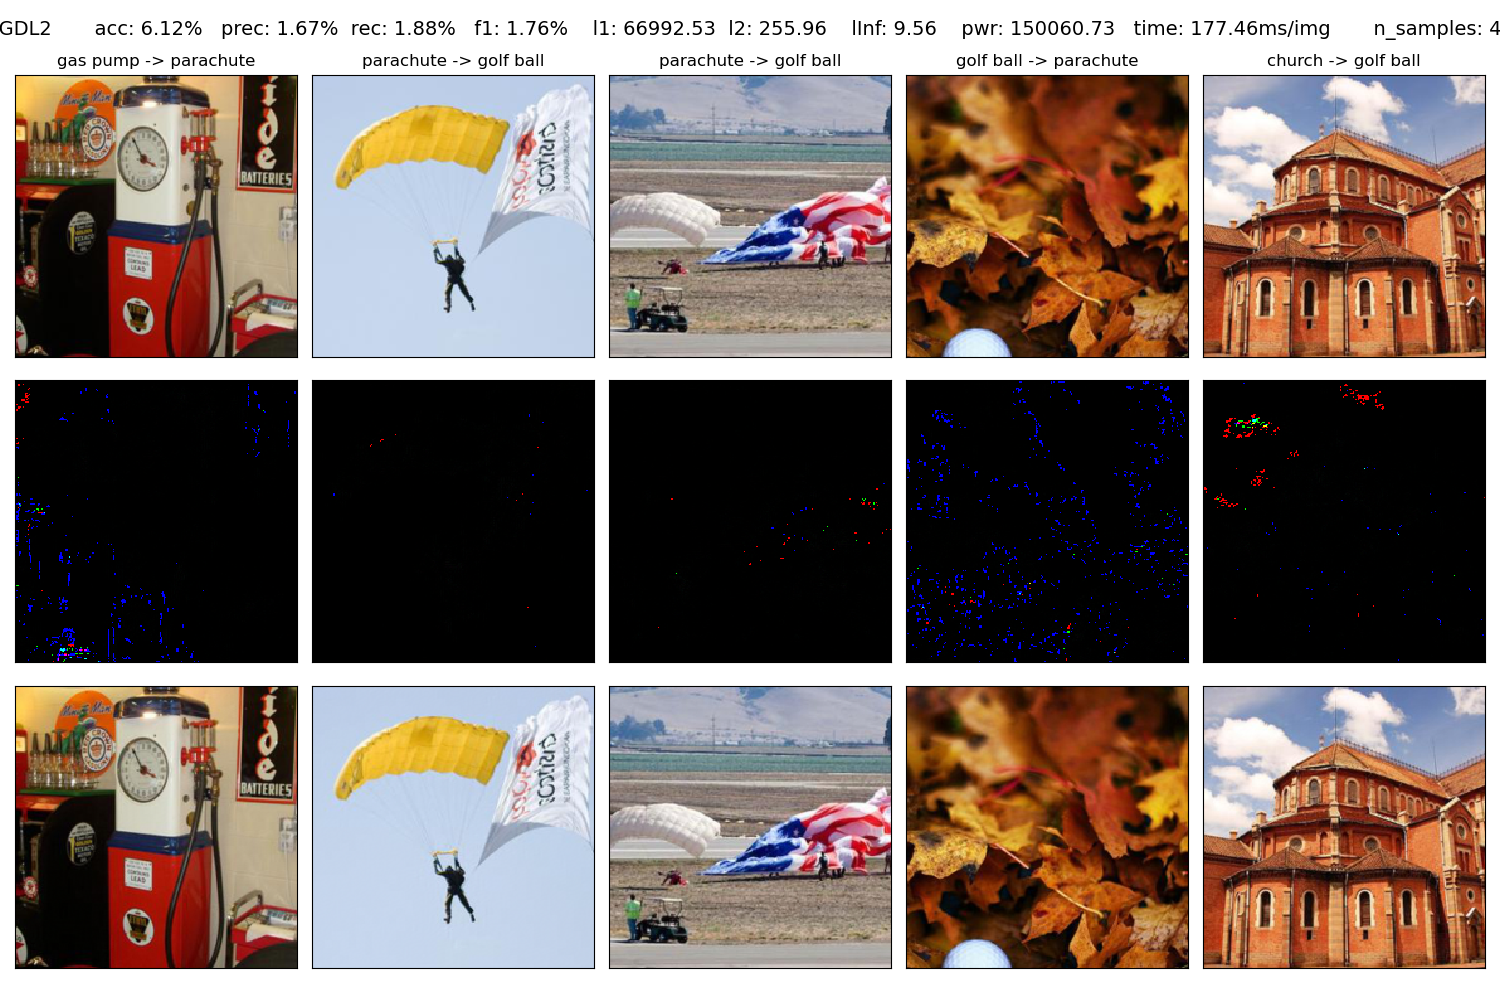 GDL2 acc: 6.12% prec: 1.67% rec: 1.88% f1: 1.76% l1: 66992.53 l2: 255.96 lInf: 9.56 pwr: 150060.73 time: 177.46ms/img n_samples: 4
gas pump -> parachute
parachute -> golf ball
parachute -> golf ball
golf ball -> parachute
church -> golf ball
ide
BATTERIES
LEAD
ide
BATTERIES
LEAD